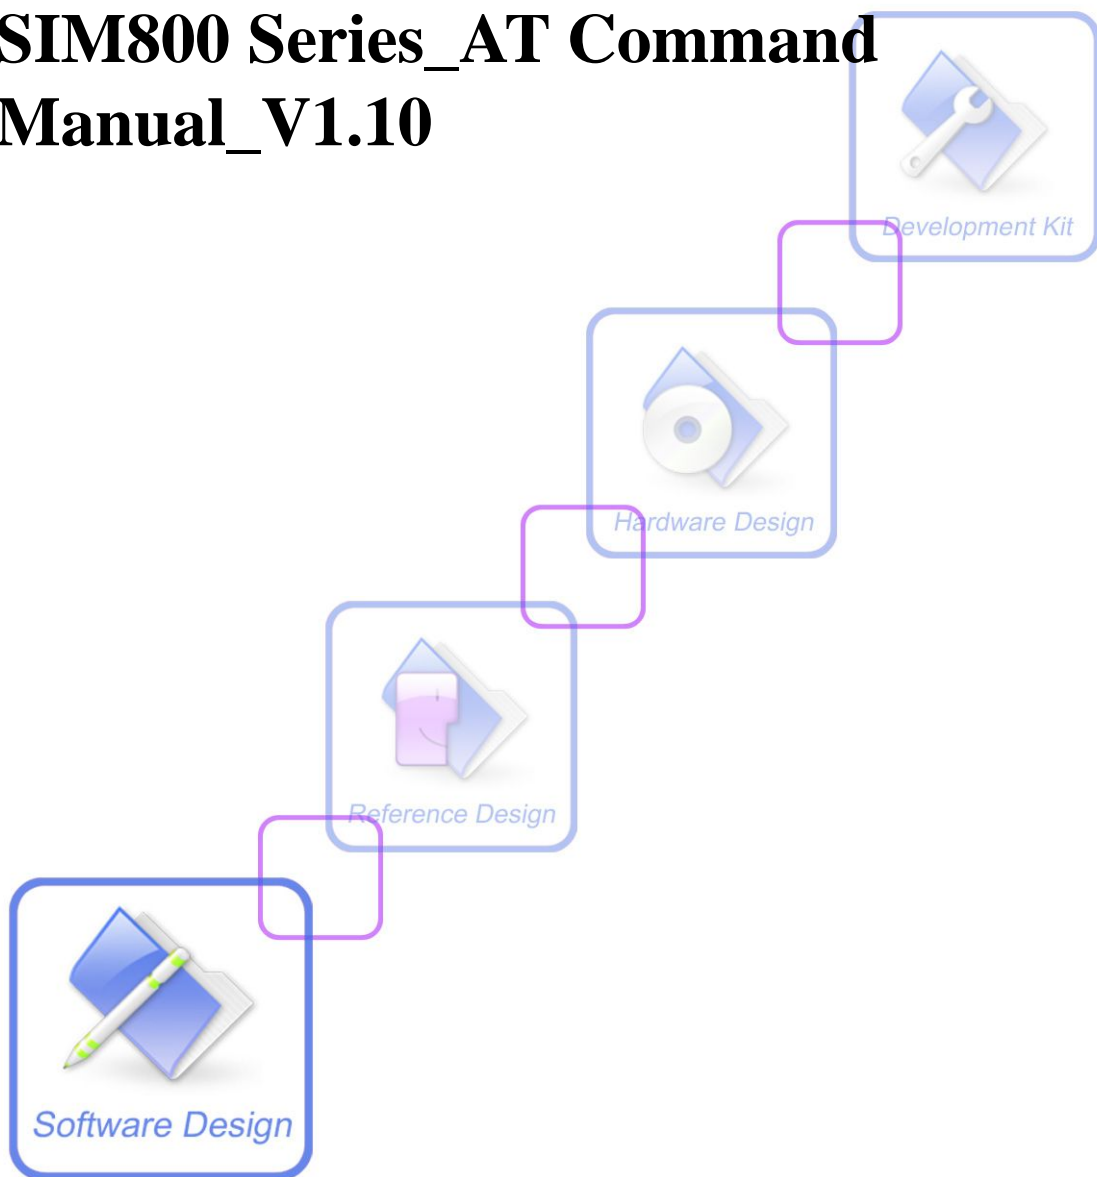 SIM800 Series_AT Command
Manual_V1.10
Development Kit
Hardware Design
Reference Design
Software Design